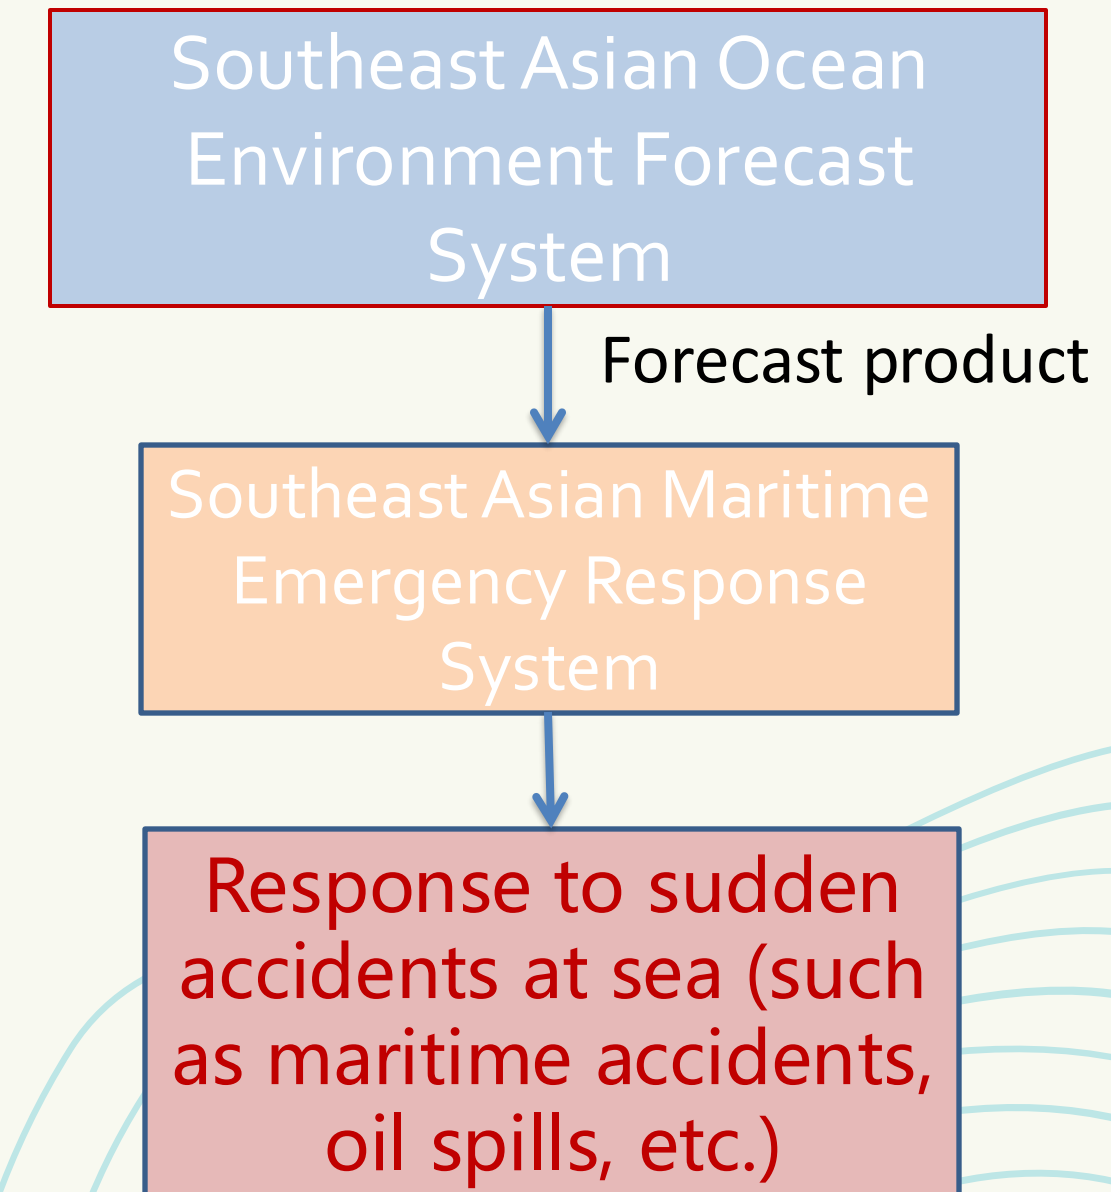 Southeast Asian Ocean
Environment Forecast
System
Forecast product
Southeast Asian Maritime
Emergency Response
System
Response to sudden
accidents at sea (such
as maritime accidents,
oil spills, etc.)